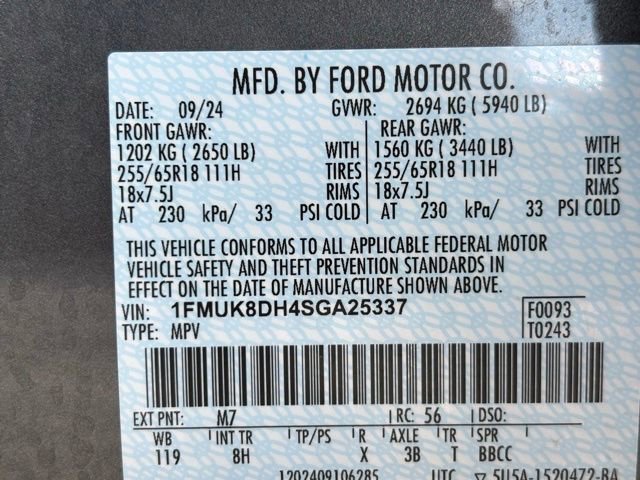 MFD. BY FORD MOTOR CO.
DATE: 09/24 GVWR: 2694 KG ( 5940 LB)
FRONT GAWR: REAR GAWR:
1202 KG ( 2650 LB) WITH 1560 KG ( 3440 LB) WITH
255/65R18 111H TIRES 255/65R18 111H TIRES
18x7.5J RIMS 18x7.5J RIMS
AT 230 kPa/ 33 PSI COLD AT 230 kPa/ 33 PSI COLD
THIS VEHICLE CONFORMS TO ALL APPLICABLE FEDERAL MOTOR
VEHICLE SAFETY AND THEFT PREVENTION STANDARDS IN
EFFECT ON THE DATE OF MANUFACTURE SHOWN ABOVE.
VIN: 1FMUK8DH4SGA25337 F0093
TYPE: MPV T0243
EXT PNT: M7 RC: 56 DSO:
WB INT TR TP/PS R AXLE TR SPR
119 8H X 3B T BBCC
1202409106285 UTC ▽ 5U5A-1520472-BA